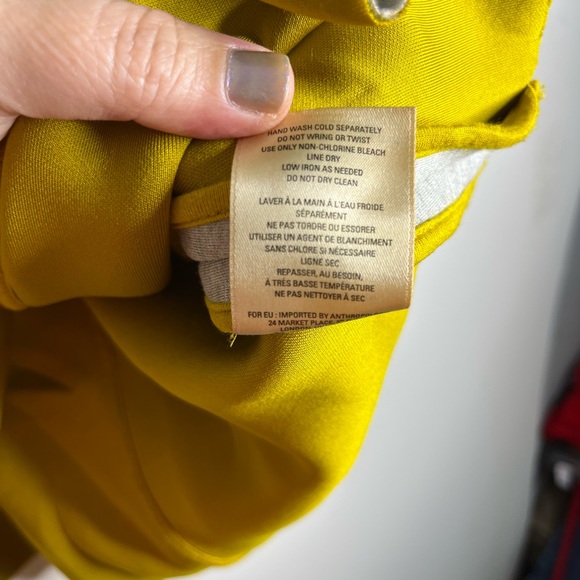 HAND WASH COLD SEPARATELY
DO NOT WRING OR TWIST
USE ONLY NON-CHLORINE BLEACH
LINE DRY
LOW IRON AS NEEDED
DO NOT DRY CLEAN
LAVER À LA MAIN À L'EAU FROIDE
SÉPARÉMENT
NE PAS TORDRE OU ESSORER
UTILISER UN AGENT DE BLANCHIMENT
SANS CHLORE SI NÉCESSAIRE
LIGNE SEC
REPASSER, AU BESOIN,
À TRÈS BASSE TEMPÉRATURE
NE PAS NETTOYER À SEC
FOR EU : IMPORTED BY
24 MARKET PLACE,